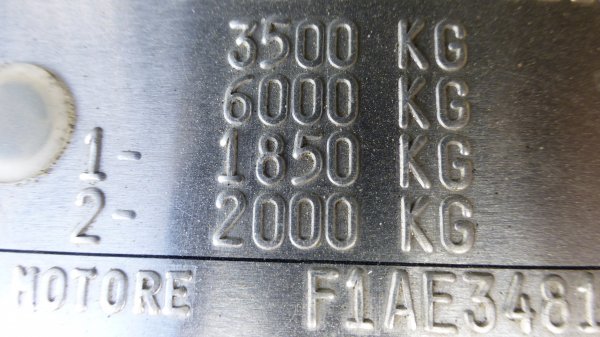 3500 KG
6000 KG
1- 1850 KG
2- 2000 KG
MOTORE F1AE3481